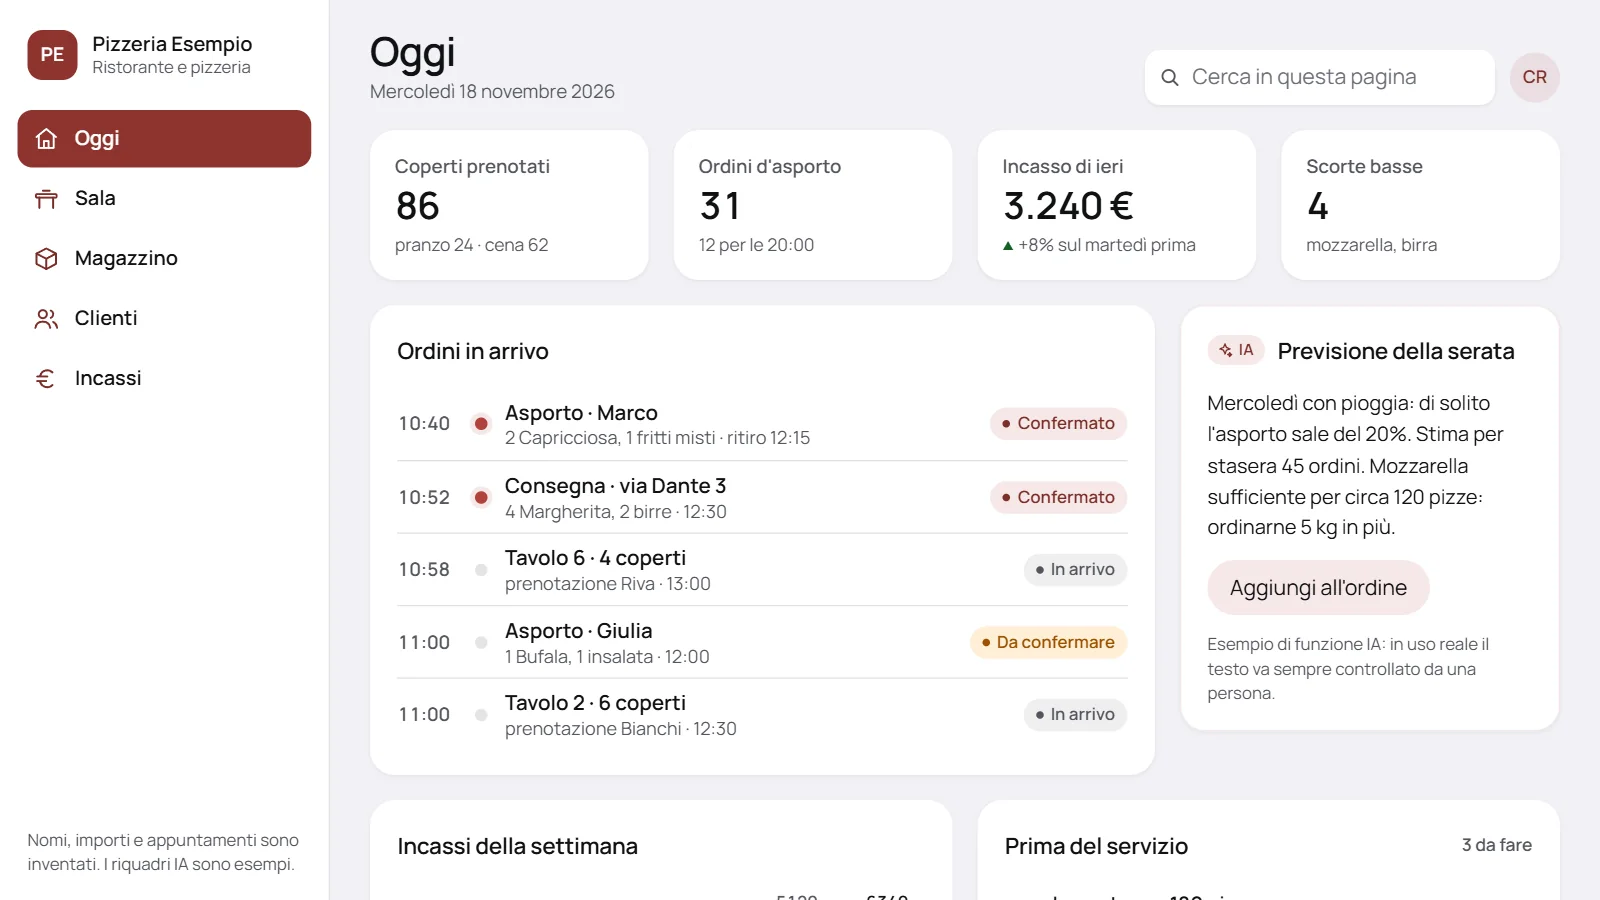 PE
Pizzeria Esempio
Ristorante e pizzeria
Oggi
Sala
Magazzino
Clienti
Incassi
Nomi, importi e appuntamenti sono
inventati. I riquadri IA sono esempi.
Oggi
Mercoledì 18 novembre 2026
Cerca in questa pagina
CR
Coperti prenotati
86
pranzo 24 · cena 62
Ordini d'asporto
31
12 per le 20:00
Incasso di ieri
3.240 €
▲ +8% sul martedì prima
Scorte basse
4
mozzarella, birra
Ordini in arrivo
10:40
Asporto · Marco
2 Capricciosa, 1 fritti misti · ritiro 12:15
Confermato
10:52
Consegna · via Dante 3
4 Margherita, 2 birre · 12:30
Confermato
10:58
Tavolo 6 · 4 coperti
prenotazione Riva · 13:00
In arrivo
11:00
Asporto · Giulia
1 Bufala, 1 insalata · 12:00
Da confermare
11:00
Tavolo 2 · 6 coperti
prenotazione Bianchi · 12:30
In arrivo
IA
Previsione della serata
Mercoledì con pioggia: di solito
l'asporto sale del 20%. Stima per
stasera 45 ordini. Mozzarella
sufficiente per circa 120 pizze:
ordinarne 5 kg in più.
Aggiungi all'ordine
Esempio di funzione IA: in uso reale il
testo va sempre controllato da una
persona.
Incassi della settimana
Prima del servizio
3 da fare